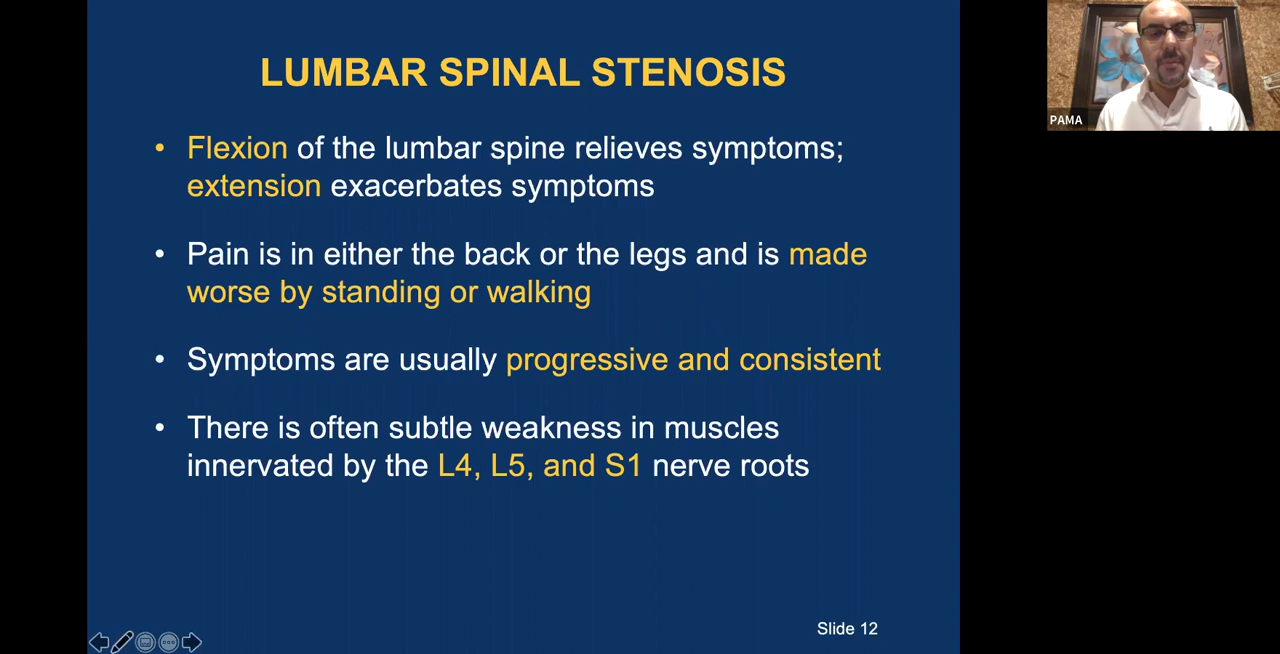 LUMBAR SPINAL STENOSIS
• Flexion of the lumbar spine relieves symptoms;
extension exacerbates symptoms
• Pain is in either the back or the legs and is made
worse by standing or walking
• Symptoms are usually progressive and consistent
• There is often subtle weakness in muscles
innervated by the L4, L5, and S1 nerve roots
Slide 12
PAMA